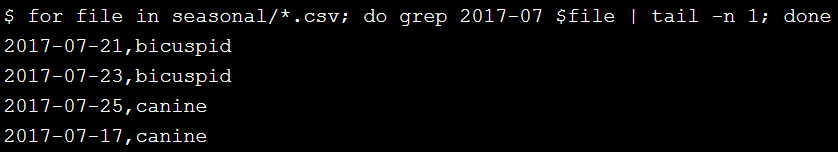 $ for file in seasonal/*.csv; do grep 2017-07 $file | tail -n 1; done
2017-07-21,bicuspid
2017-07-23,bicuspid
2017-07-25,canine
2017-07-17,canine